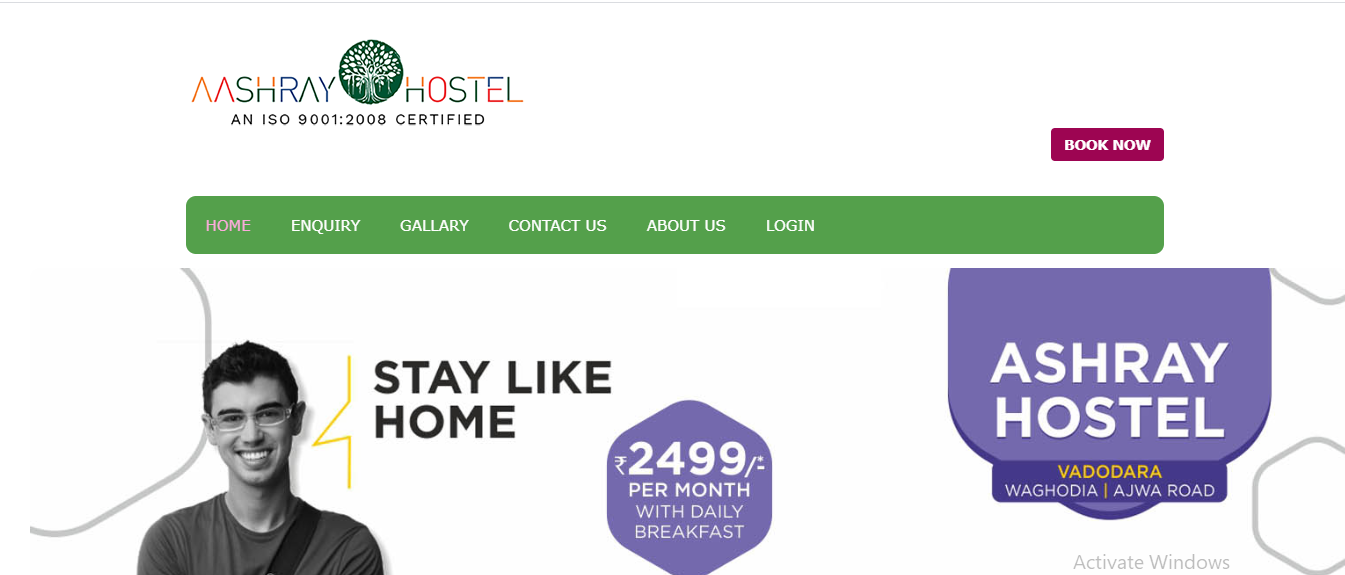 AASHRAY HOSTEL
AN ISO 9001:2008 CERTIFIED
BOOK NOW
HOME ENQUIRY GALLARY CONTACT US ABOUT US LOGIN
STAY LIKE
HOME
₹2499/-*
PER MONTH
WITH DAILY
BREAKFAST
ASHRAY
HOSTEL
VADODARA
WAGHODIA | AJWA ROAD
Activate Windows